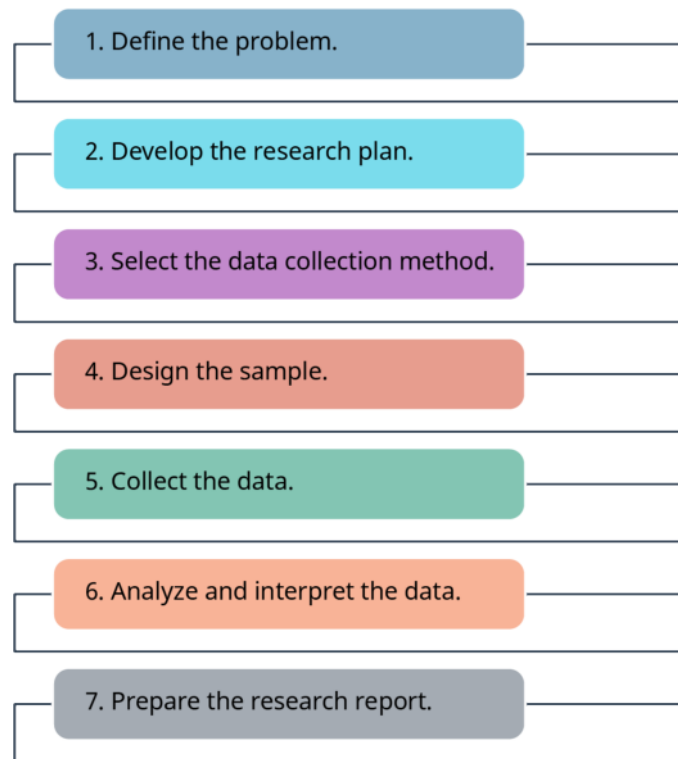 1. Define the problem.
2. Develop the research plan.
3. Select the data collection method.
4. Design the sample.
5. Collect the data.
6. Analyze and interpret the data.
7. Prepare the research report.